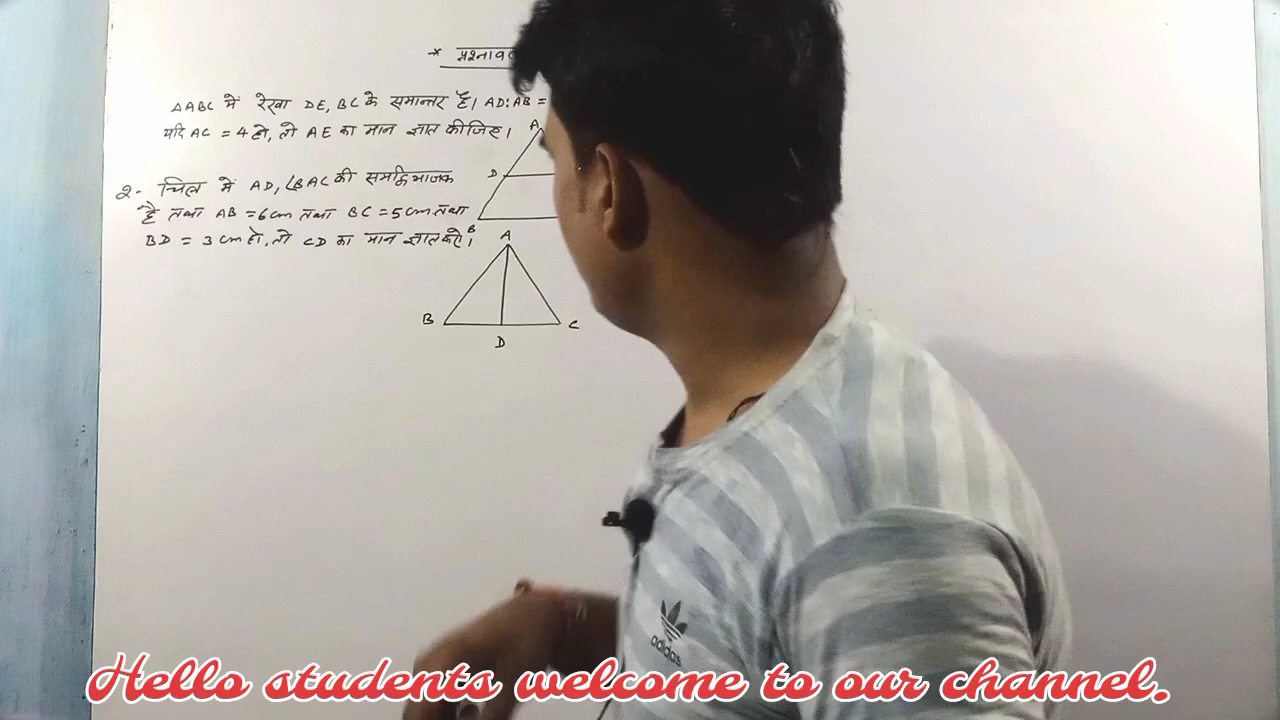 * प्रश्नाव
ΔABC में रेखा DE, BC के समान्तर है। AD:AB =
यदि AC = 4 हो, तो AE का मान ज्ञात कीजिए।
A
D
B
2- चित्र में AD, ∠BAC की समद्विभाजक
है तथा AB = 6cm तथा BC = 5cm तथा
BD = 3cm हो, तो CD का मान ज्ञात करो।
A
B
C
D
adidas
Hello students welcome to our channel.